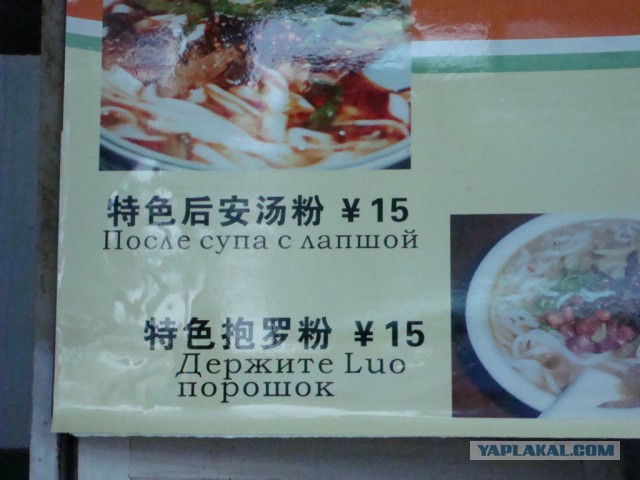 特色后安汤粉 ¥15
После супа с лапшой
特色抱罗粉 ¥15
Держите Luo
порошок
YAPLAKAL.COM